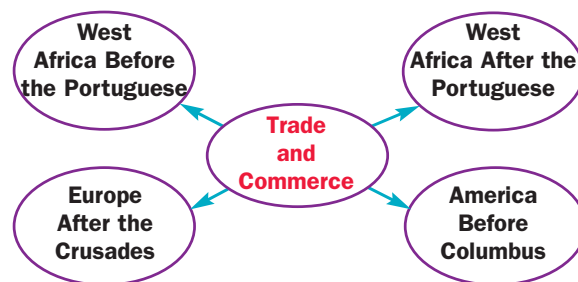 West
Africa Before
the Portuguese
West
Africa After the
Portuguese
Trade
and
Commerce
Europe
After the
Crusades
America
Before
Columbus